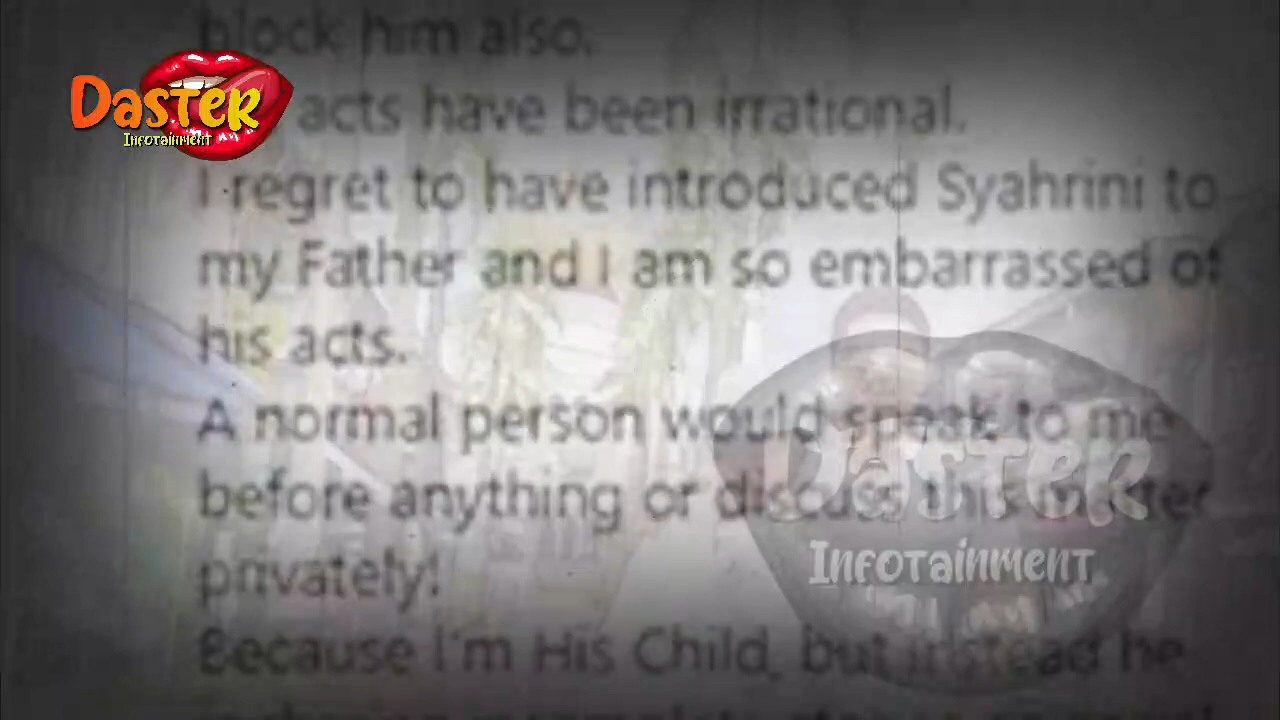 block him also.
DASTER
INFOTAINMENT
acts have been irrational.
I regret to have introduced Syahrini to
my Father and I am so embarrassed of
his acts.
A normal person would speak to me
before anything or discuss this matter
privately!
DASTER
INFOTAINMENT
Because I'm His Child, but instead he